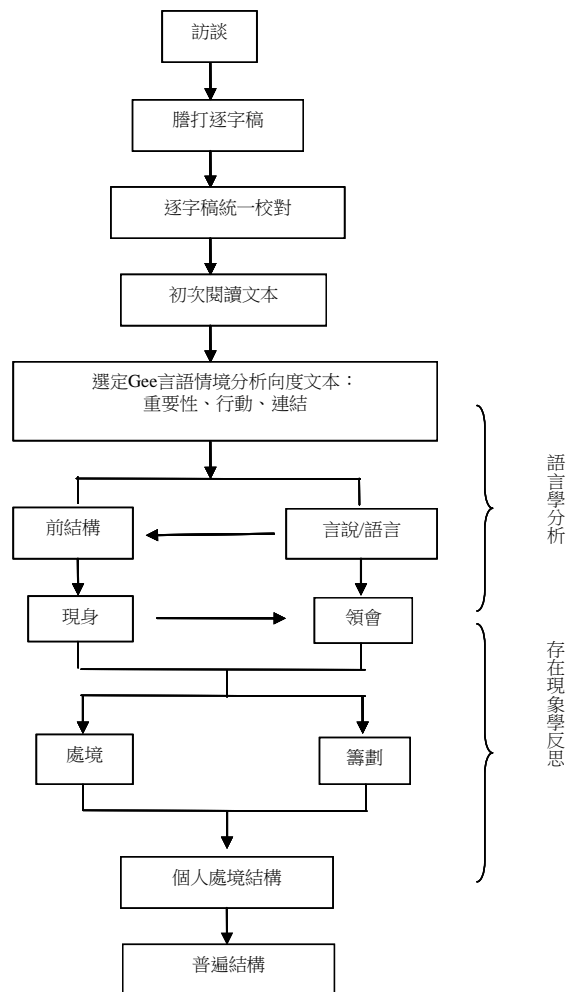 訪談
謄打逐字稿
逐字稿統一校對
初次閱讀文本
選定Gee言語情境分析向度文本：
重要性、行動、連結
語言學分析
前結構
言說/語言
現身
領會
存在現象學反思
處境
籌劃
個人處境結構
普遍結構